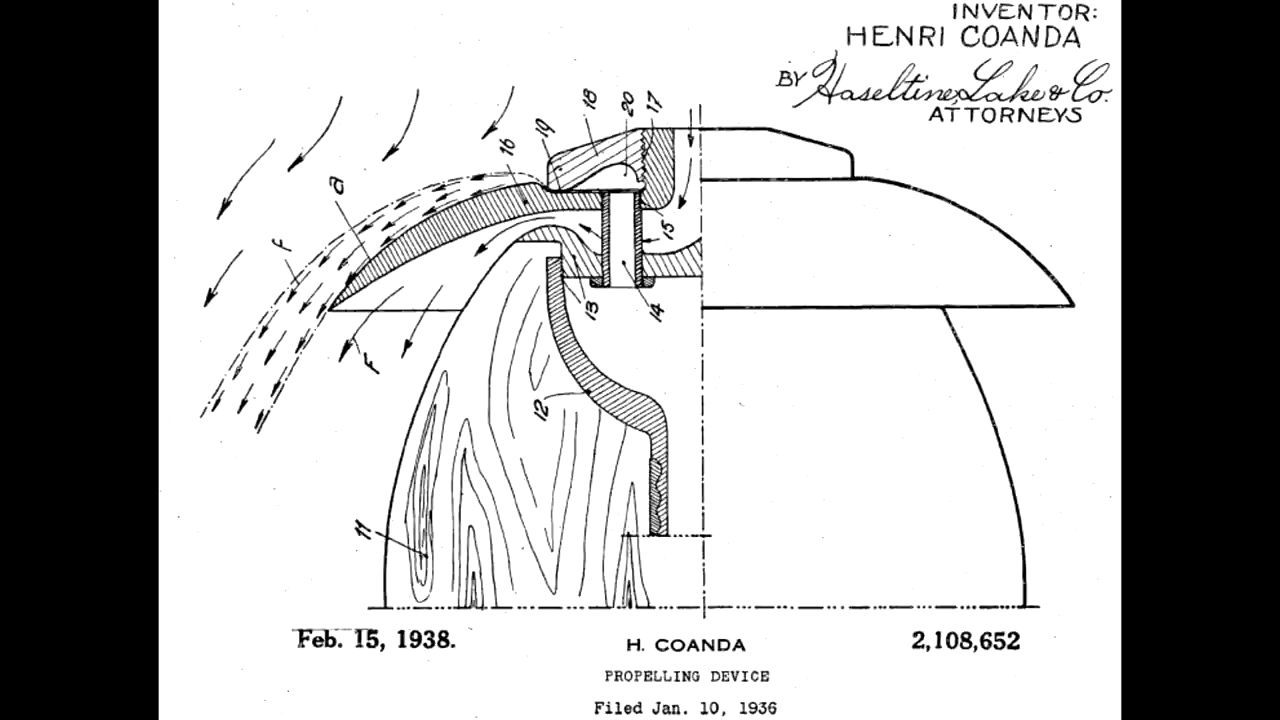 INVENTOR:
HENRI COANDA
BY Haseltine, Lake & Co.
ATTORNEYS
18
20
17
19
16
a
15
f
13
14
F
12
11
Feb. 15, 1938.
H. COANDA
2,108,652
PROPELLING DEVICE
Filed Jan. 10, 1936